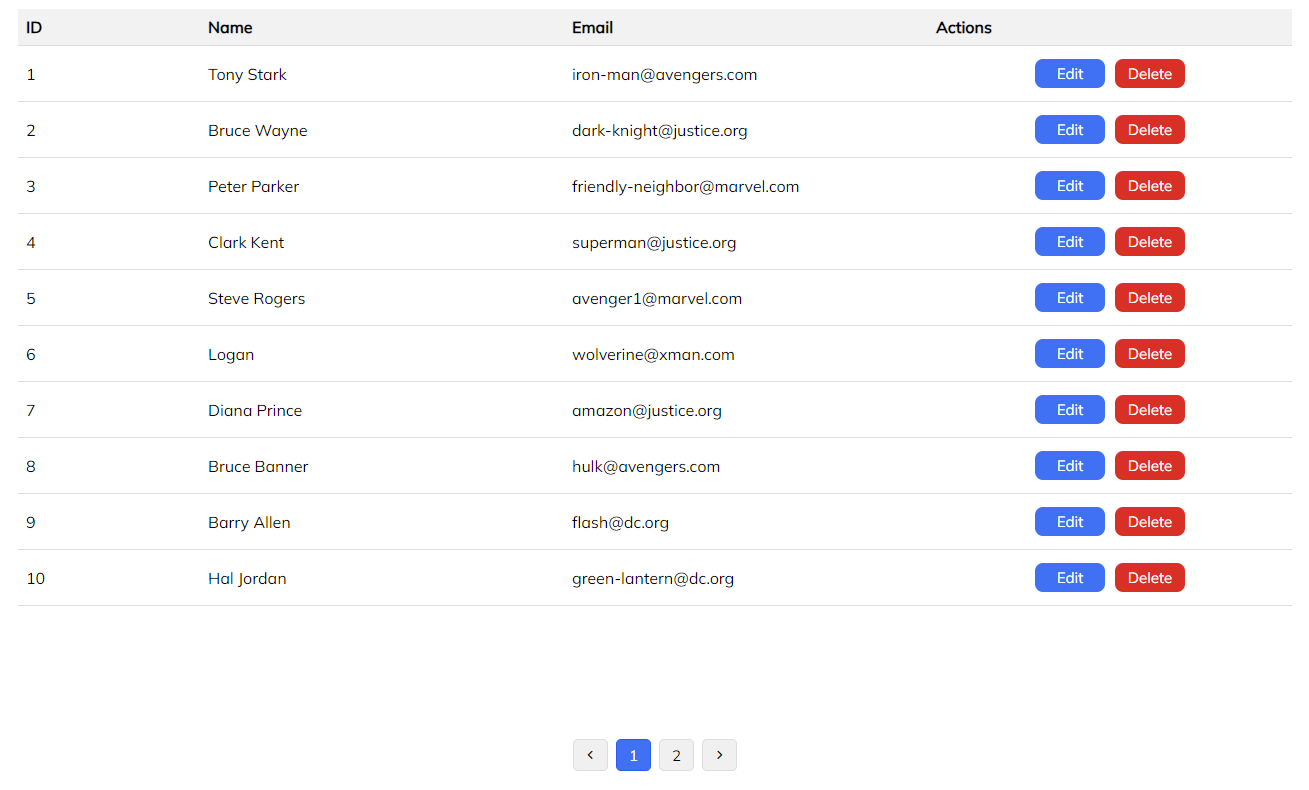 ID Name Email Actions
1 Tony Stark iron-man@avengers.com Edit Delete
2 Bruce Wayne dark-knight@justice.org Edit Delete
3 Peter Parker friendly-neighbor@marvel.com Edit Delete
4 Clark Kent superman@justice.org Edit Delete
5 Steve Rogers avenger1@marvel.com Edit Delete
6 Logan wolverine@xman.com Edit Delete
7 Diana Prince amazon@justice.org Edit Delete
8 Bruce Banner hulk@avengers.com Edit Delete
9 Barry Allen flash@dc.org Edit Delete
10 Hal Jordan green-lantern@dc.org Edit Delete
‹ 1 2 ›